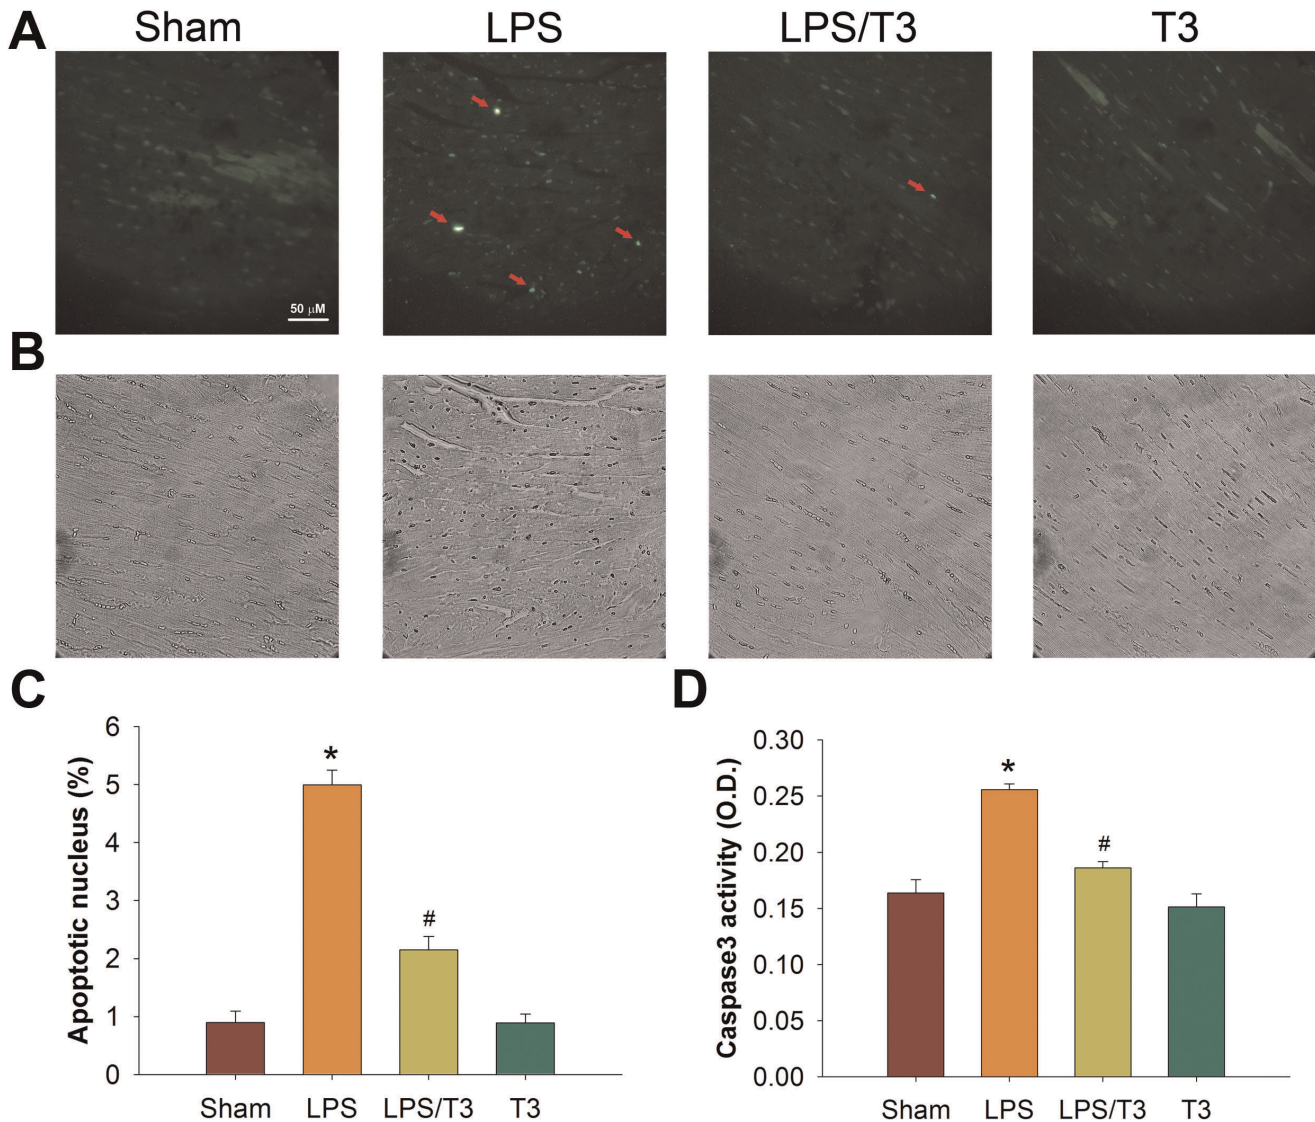 A
Sham
LPS
LPS/T3
T3
50 μM
B
C
Apoptotic nucleus (%)
6
5
4
3
2
1
0
*
#
Sham
LPS
LPS/T3
T3
D
Caspase3 activity (O.D.)
0.30
0.25
0.20
0.15
0.10
0.05
0.00
*
#
Sham
LPS
LPS/T3
T3